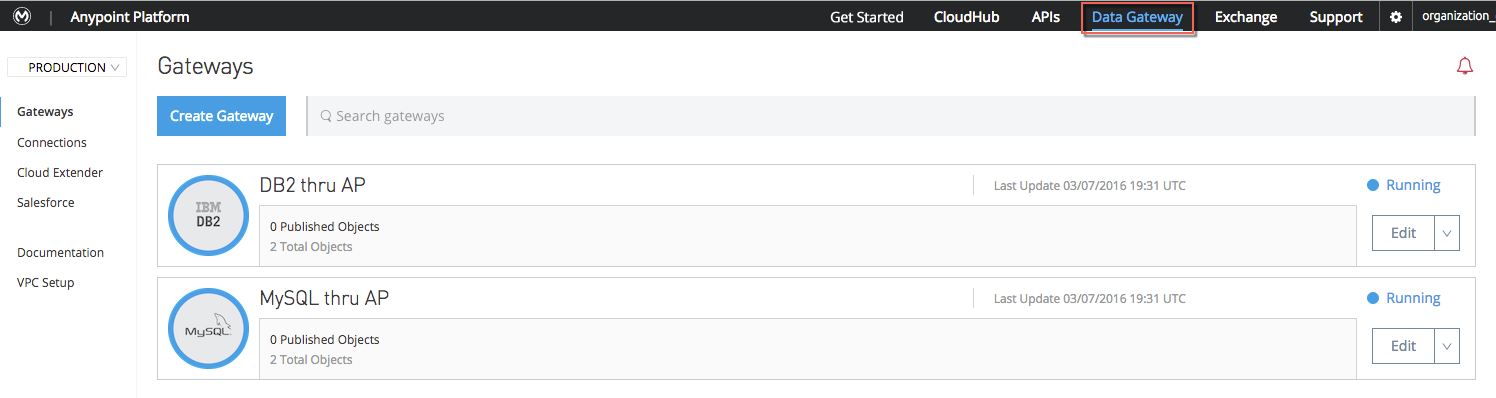 Anypoint Platform
Get Started CloudHub APIs Data Gateway Exchange Support organization_
PRODUCTION
Gateways
Connections
Cloud Extender
Salesforce
Documentation
VPC Setup
Gateways
Create Gateway
Search gateways
IBM
DB2
DB2 thru AP
Last Update 03/07/2016 19:31 UTC
Running
0 Published Objects
2 Total Objects
Edit
MySQL
MySQL thru AP
Last Update 03/07/2016 19:31 UTC
Running
0 Published Objects
2 Total Objects
Edit